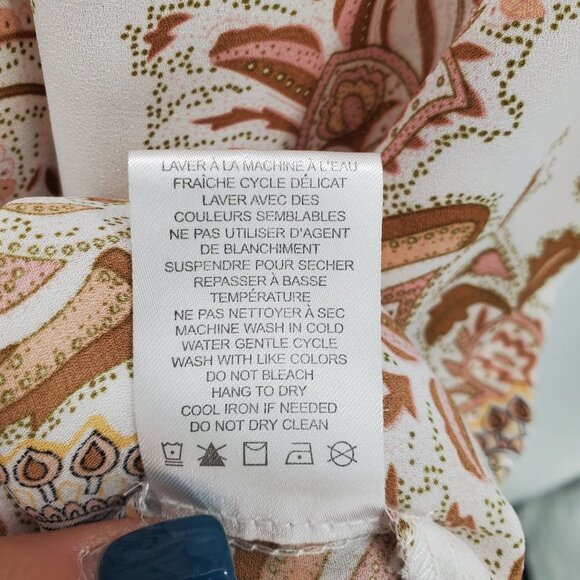 LAVER À LA MACHINE À L'EAU
FRAÎCHE CYCLE DÉLICAT
LAVER AVEC DES
COULEURS SEMBLABLES
NE PAS UTILISER D'AGENT
DE BLANCHIMENT
SUSPENDRE POUR SECHER
REPASSER À BASSE
TEMPÉRATURE
NE PAS NETTOYER À SEC
MACHINE WASH IN COLD
WATER GENTLE CYCLE
WASH WITH LIKE COLORS
DO NOT BLEACH
HANG TO DRY
COOL IRON IF NEEDED
DO NOT DRY CLEAN